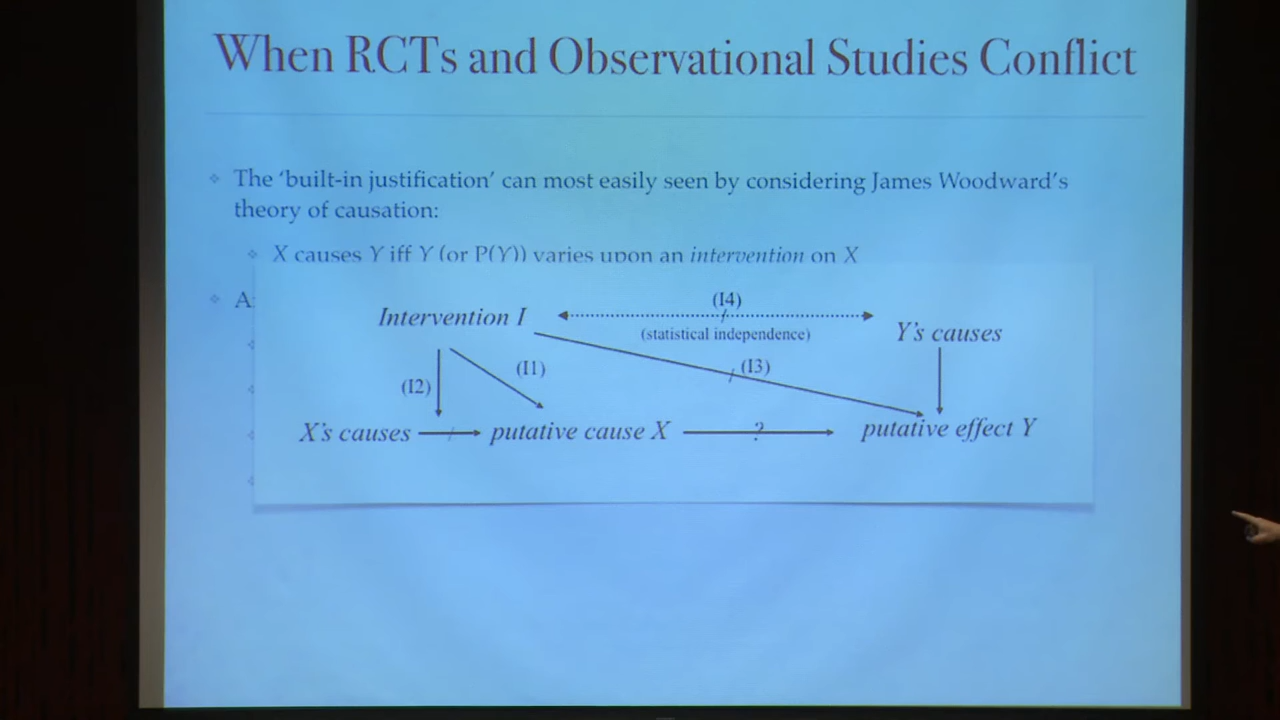 When RCTs and Observational Studies Conflict
The 'built-in justification' can most easily seen by considering James Woodward's
theory of causation:
X causes Y iff Y (or P(Y)) varies upon an intervention on X
(I4)
Intervention I
(statistical independence)
Y's causes
(I3)
(I1)
(I2)
X's causes
putative cause X
?
putative effect Y